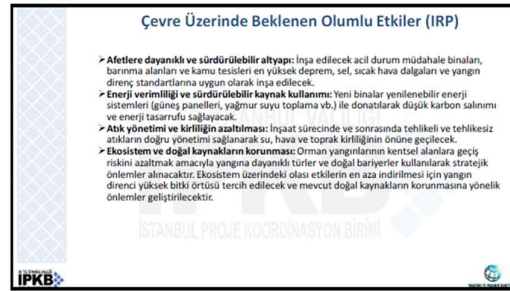 Çevre Üzerinde Beklenen Olumlu Etkiler (IRP)
➢ Afetlere dayanıklı ve sürdürülebilir altyapı: İnşa edilecek acil durum müdahale binaları,
barınma alanları ve kamu tesisleri en yüksek deprem, sel, sıcak hava dalgaları ve yangın
direnç standartlarına uygun olarak inşa edilecek.
➢ Enerji verimliliği ve sürdürülebilir kaynak kullanımı: Yeni binalar yenilenebilir enerji
sistemleri (güneş panelleri, yağmur suyu toplama vb.) ile donatılarak düşük karbon salınımı
ve enerji tasarrufu sağlayacak.
➢ Atık yönetimi ve kirliliğin azaltılması: İnşaat sürecinde ve sonrasında tehlikeli ve tehlikesiz
atıkların doğru yönetimi sağlanarak su, hava ve toprak kirliliğinin önüne geçilecek.
➢ Ekosistem ve doğal kaynakların korunması: Orman yangınlarının kentsel alanlara geçiş
riskini azaltmak amacıyla yangına dayanıklı türler ve doğal bariyerler kullanılarak stratejik
önlemler alınacaktır. Ekosistem üzerindeki olası etkilerin en aza indirilmesi için yangın
direnci yüksek bitki örtüsü tercih edilecek ve mevcut doğal kaynakların korunmasına yönelik
önlemler geliştirilecektir.
İSTANBUL VALİLİĞİ
İPKB
İSTANBUL PROJE KOORDİNASYON BİRİMİ
İPKB